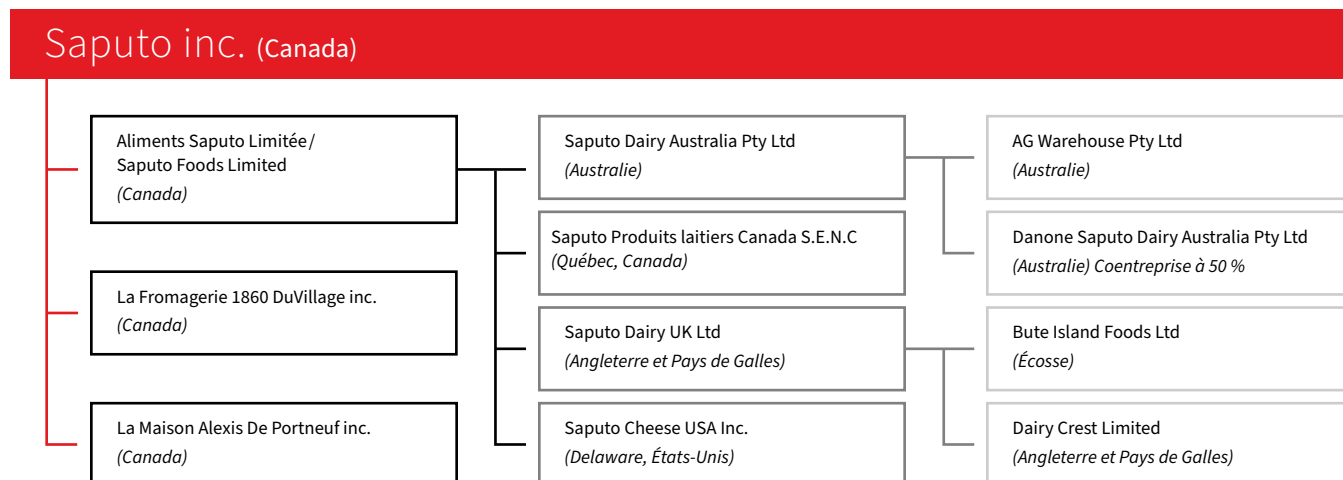 Saputo inc. (Canada)
Aliments Saputo Limitée/
Saputo Foods Limited
(Canada)
La Fromagerie 1860 DuVillage inc.
(Canada)
La Maison Alexis De Portneuf inc.
(Canada)
Saputo Dairy Australia Pty Ltd
(Australie)
Saputo Produits laitiers Canada S.E.N.C
(Québec, Canada)
Saputo Dairy UK Ltd
(Angleterre et Pays de Galles)
Saputo Cheese USA Inc.
(Delaware, États-Unis)
AG Warehouse Pty Ltd
(Australie)
Danone Saputo Dairy Australia Pty Ltd
(Australie) Coentreprise à 50 %
Bute Island Foods Ltd
(Écosse)
Dairy Crest Limited
(Angleterre et Pays de Galles)